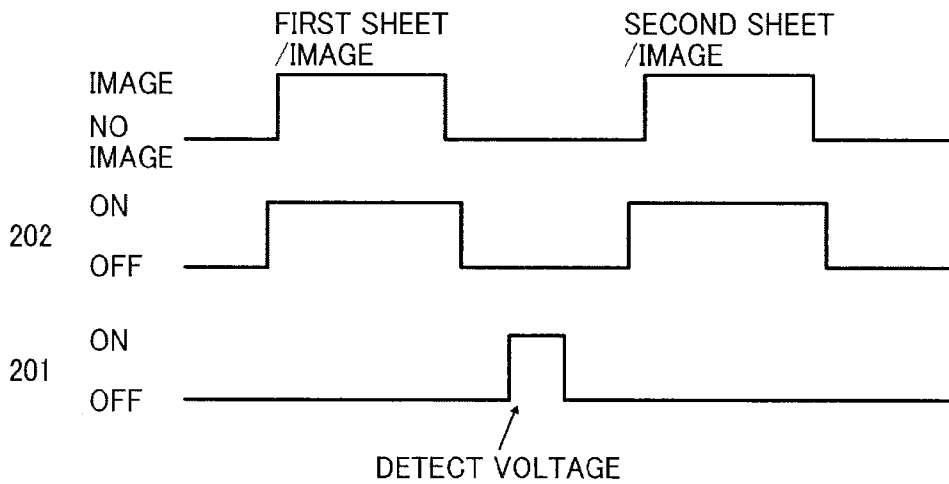 FIRST SHEET
/IMAGE
SECOND SHEET
/IMAGE
IMAGE
NO
IMAGE
202
ON
OFF
201
ON
OFF
DETECT VOLTAGE